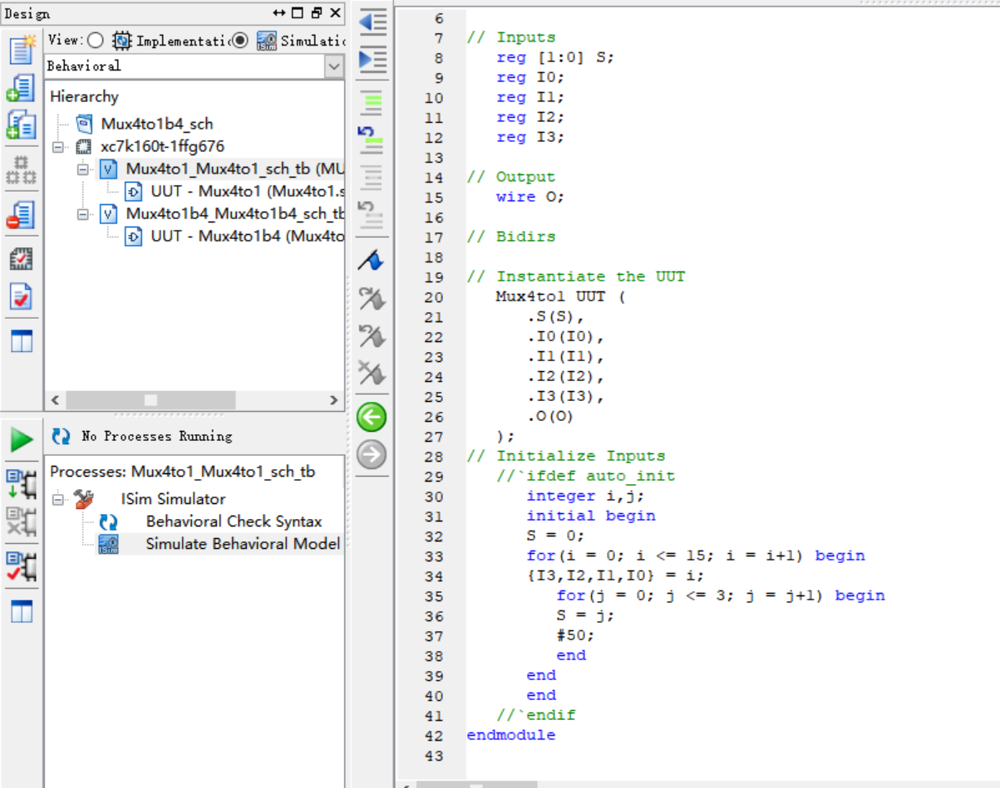 Design
View: Implementatic Simulatic
Behavioral
Hierarchy
Mux4to1b4_sch
xc7k160t-1ffg676
Mux4to1_Mux4to1_sch_tb (MU
UUT - Mux4to1 (Mux4to1.s
Mux4to1b4_Mux4to1b4_sch_tb
UUT - Mux4to1b4 (Mux4to
No Processes Running
Processes: Mux4to1_Mux4to1_sch_tb
ISim Simulator
Behavioral Check Syntax
Simulate Behavioral Model
6
7 // Inputs
8 reg [1:0] S;
9 reg I0;
10 reg I1;
11 reg I2;
12 reg I3;
13
14 // Output
15 wire O;
16
17 // Bidirs
18
19 // Instantiate the UUT
20 Mux4to1 UUT (
21 .S(S),
22 .I0(I0),
23 .I1(I1),
24 .I2(I2),
25 .I3(I3),
26 .O(O)
27 );
28 // Initialize Inputs
29 //`ifdef auto_init
30 integer i,j;
31 initial begin
32 S = 0;
33 for(i = 0; i <= 15; i = i+1) begin
34 {I3,I2,I1,I0} = i;
35 for(j = 0; j <= 3; j = j+1) begin
36 S = j;
37 #50;
38 end
39 end
40 end
41 //`endif
42 endmodule
43